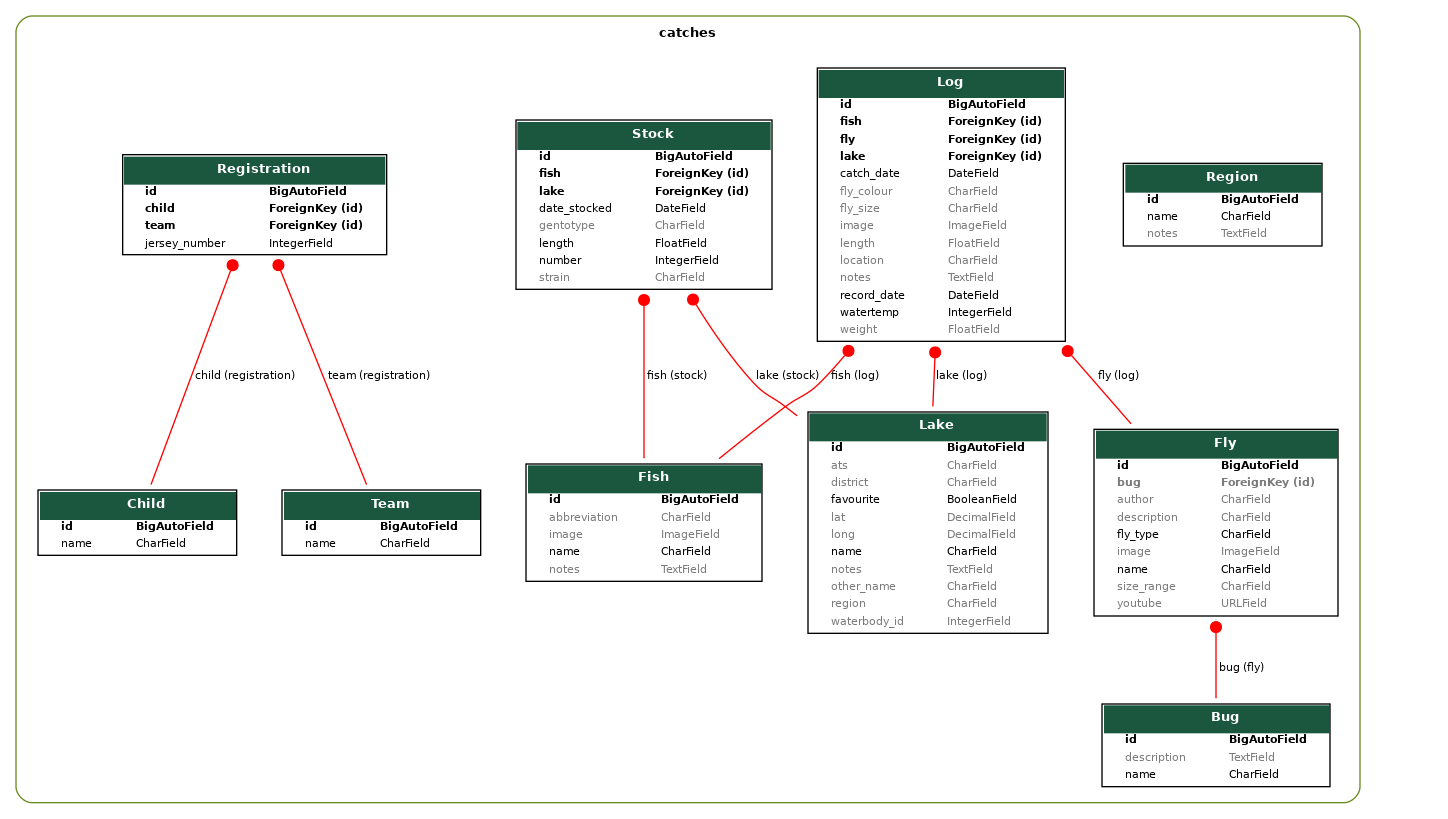 catches
Registration
id BigAutoField
child ForeignKey (id)
team ForeignKey (id)
jersey_number IntegerField
Stock
id BigAutoField
fish ForeignKey (id)
lake ForeignKey (id)
date_stocked DateField
gentotype CharField
length FloatField
number IntegerField
strain CharField
Log
id BigAutoField
fish ForeignKey (id)
fly ForeignKey (id)
lake ForeignKey (id)
catch_date DateField
fly_colour CharField
fly_size CharField
image ImageField
length FloatField
location CharField
notes TextField
record_date DateField
watertemp IntegerField
weight FloatField
Region
id BigAutoField
name CharField
notes TextField
child (registration)
team (registration)
fish (stock)
lake (stock)
fish (log)
lake (log)
fly (log)
Child
id BigAutoField
name CharField
Team
id BigAutoField
name CharField
Fish
id BigAutoField
abbreviation CharField
image ImageField
name CharField
notes TextField
Lake
id BigAutoField
ats CharField
district CharField
favourite BooleanField
lat DecimalField
long DecimalField
name CharField
notes TextField
other_name CharField
region CharField
waterbody_id IntegerField
Fly
id BigAutoField
bug ForeignKey (id)
author CharField
description CharField
fly_type CharField
image ImageField
name CharField
size_range CharField
youtube URLField
bug (fly)
Bug
id BigAutoField
description TextField
name CharField